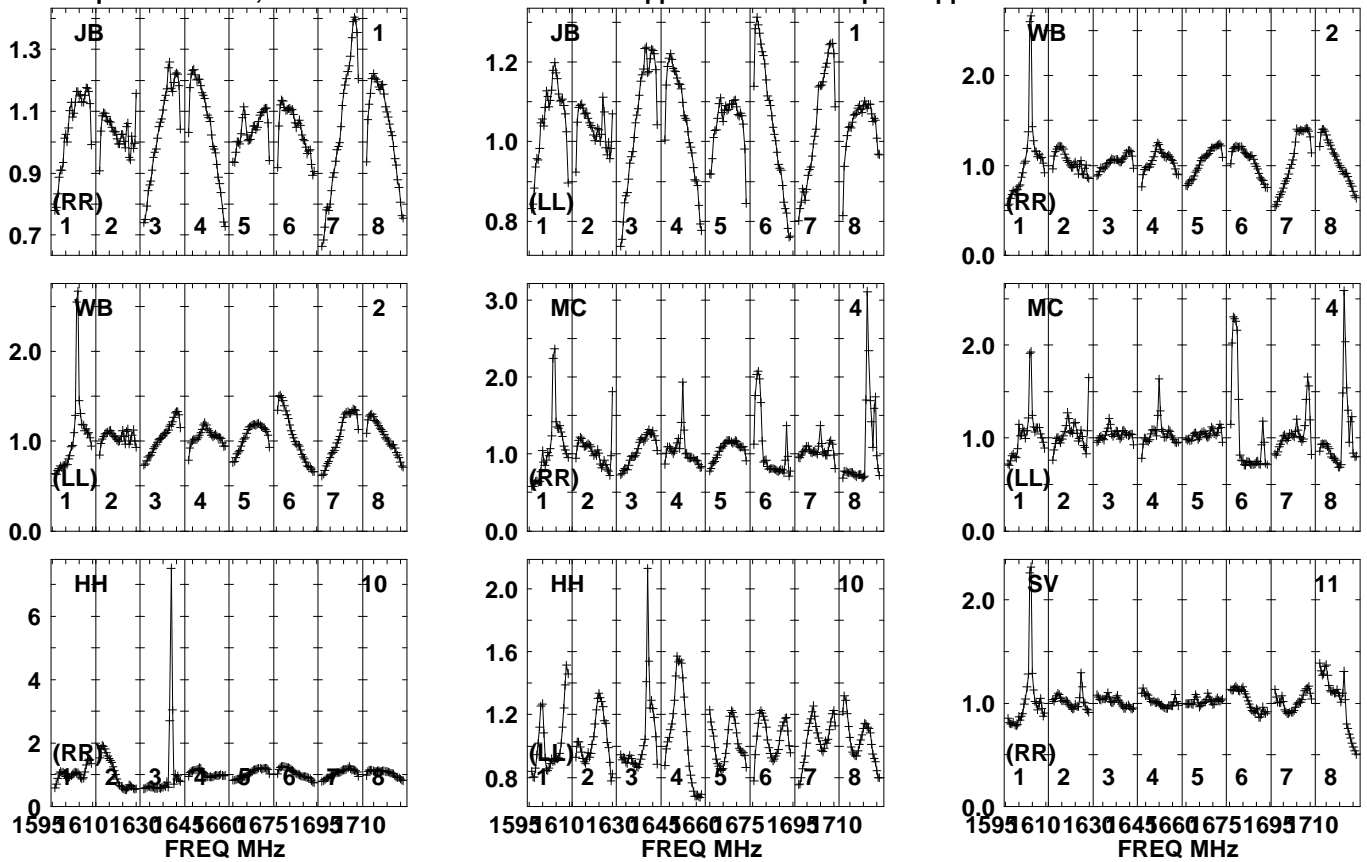 JB 1
1.3
1.1
0.9
0.7
(RR)
1 2 3 4 5 6 7 8
JB 1
1.2
1.0
0.8
(LL)
1 2 3 4 5 6 7 8
WB 2
2.0
1.0
0.0
(RR)
1 2 3 4 5 6 7 8
WB 2
2.0
1.0
0.0
(LL)
1 2 3 4 5 6 7 8
MC 4
3.0
2.0
1.0
0.0
(RR)
1 2 3 4 5 6 7 8
MC 4
2.0
1.0
0.0
(LL)
1 2 3 4 5 6 7 8
HH 10
6
4
2
0
(RR)
1 2 3 4 5 6 7 8
1595 1610 1630 1645 1660 1675 1695 1710
FREQ MHz
HH 10
2.0
1.6
1.2
0.8
(LL)
1 2 3 4 5 6 7 8
1595 1610 1630 1645 1660 1675 1695 1710
FREQ MHz
SV 11
2.0
1.0
0.0
(RR)
1 2 3 4 5 6 7 8
1595 1610 1630 1645 1660 1675 1695 1710
FREQ MHz